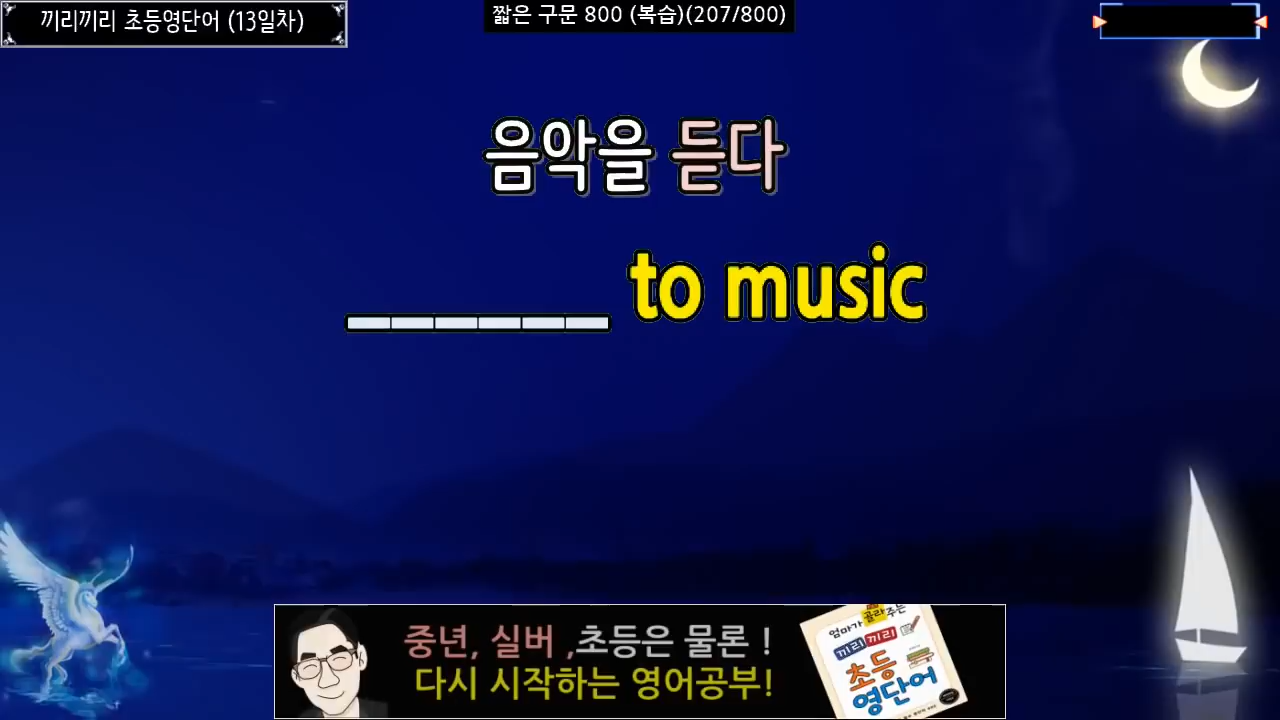 끼리끼리 초등영단어 (13일차)
짧은 구문 800 (복습)(207/800)
음악을 듣다
______ to music
중년, 실버 ,초등은 물론 !
다시 시작하는 영어공부!
엄마가 골라주는
끼리끼리
초등
영단어